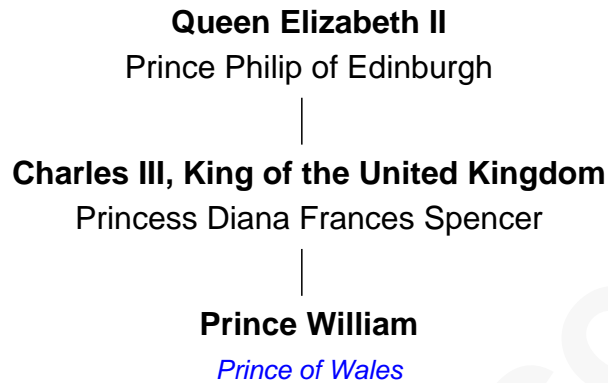 Queen Elizabeth II
Prince Philip of Edinburgh
Charles III, King of the United Kingdom
Princess Diana Frances Spencer
Prince William
Prince of Wales